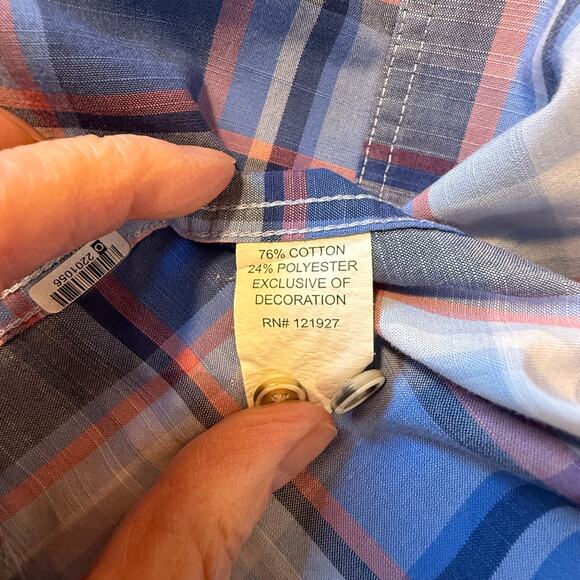 76% COTTON
24% POLYESTER
EXCLUSIVE OF
DECORATION
RN# 121927
2201056